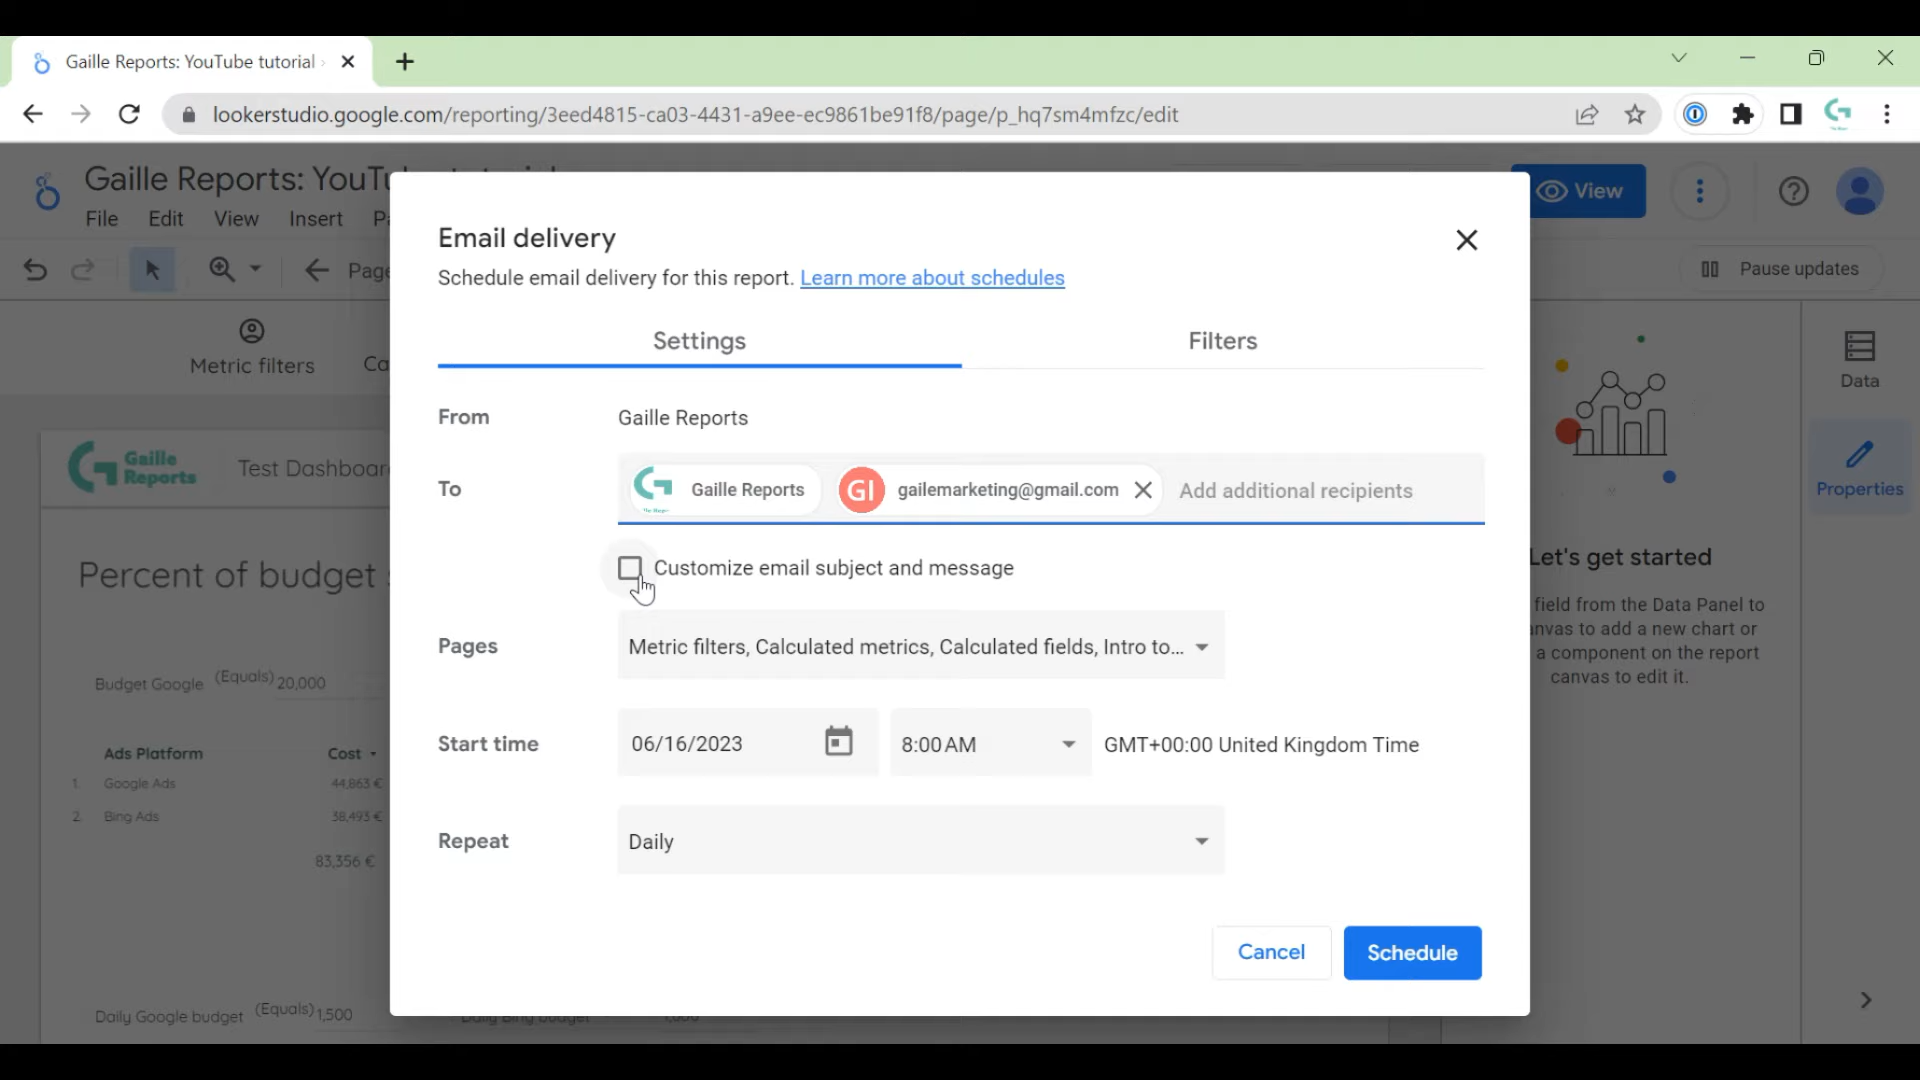 Gaille Reports: YouTube tutorial
lookerstudio.google.com/reporting/3eed4815-ca03-4431-a9ee-ec9861be91f8/page/p_hq7sm4mfzc/edit
Gaille Reports:
View
File Edit View Insert
Pause updates
Metric filters
Data
Properties
Gaille
Reports
Percent of budget
Budget Google (Equals) 20,000
Ads Platform Cost
1. Google Ads 44,863 €
2. Bing Ads 38,493 €
83,356 €
Daily Google budget (Equals) 1,500
Email delivery
Schedule email delivery for this report. Learn more about schedules
Settings Filters
From Gaille Reports
To Gaille Reports GI gailemarketing@gmail.com Add additional recipients
Customize email subject and message
Pages Metric filters, Calculated metrics, Calculated fields, Intro to...
Start time 06/16/2023 8:00 AM GMT+00:00 United Kingdom Time
Repeat Daily
Cancel Schedule
Let's get started
field from the Data Panel to
to add a new chart or
a component on the report
canvas to edit it.